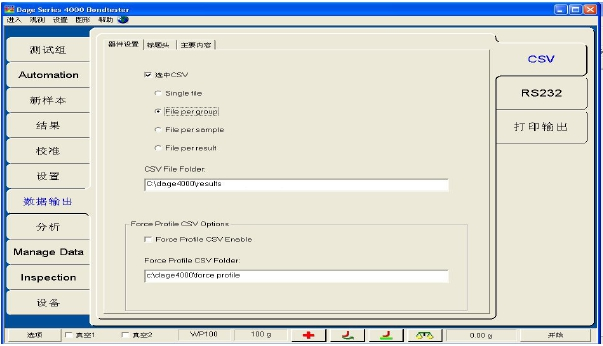 Dage Series 4000 Bondtester
进入 规则 设置 图形 帮助
测试组
Automation
新样本
结果
校准
设置
数据输出
分析
Manage Data
Inspection
设备
器件设置 标题头 主要内容
选中CSV
Single file
File per group
File per sample
File per result
CSV File Folder:
C:\dage4000\results
Force Profile CSV Options
Force Profile CSV Enable
Force Profile CSV Folder:
c:\dage4000\force profile
CSV
RS232
打印输出
选项 真空1 真空2 WP100 100 g 0.00 g 开始